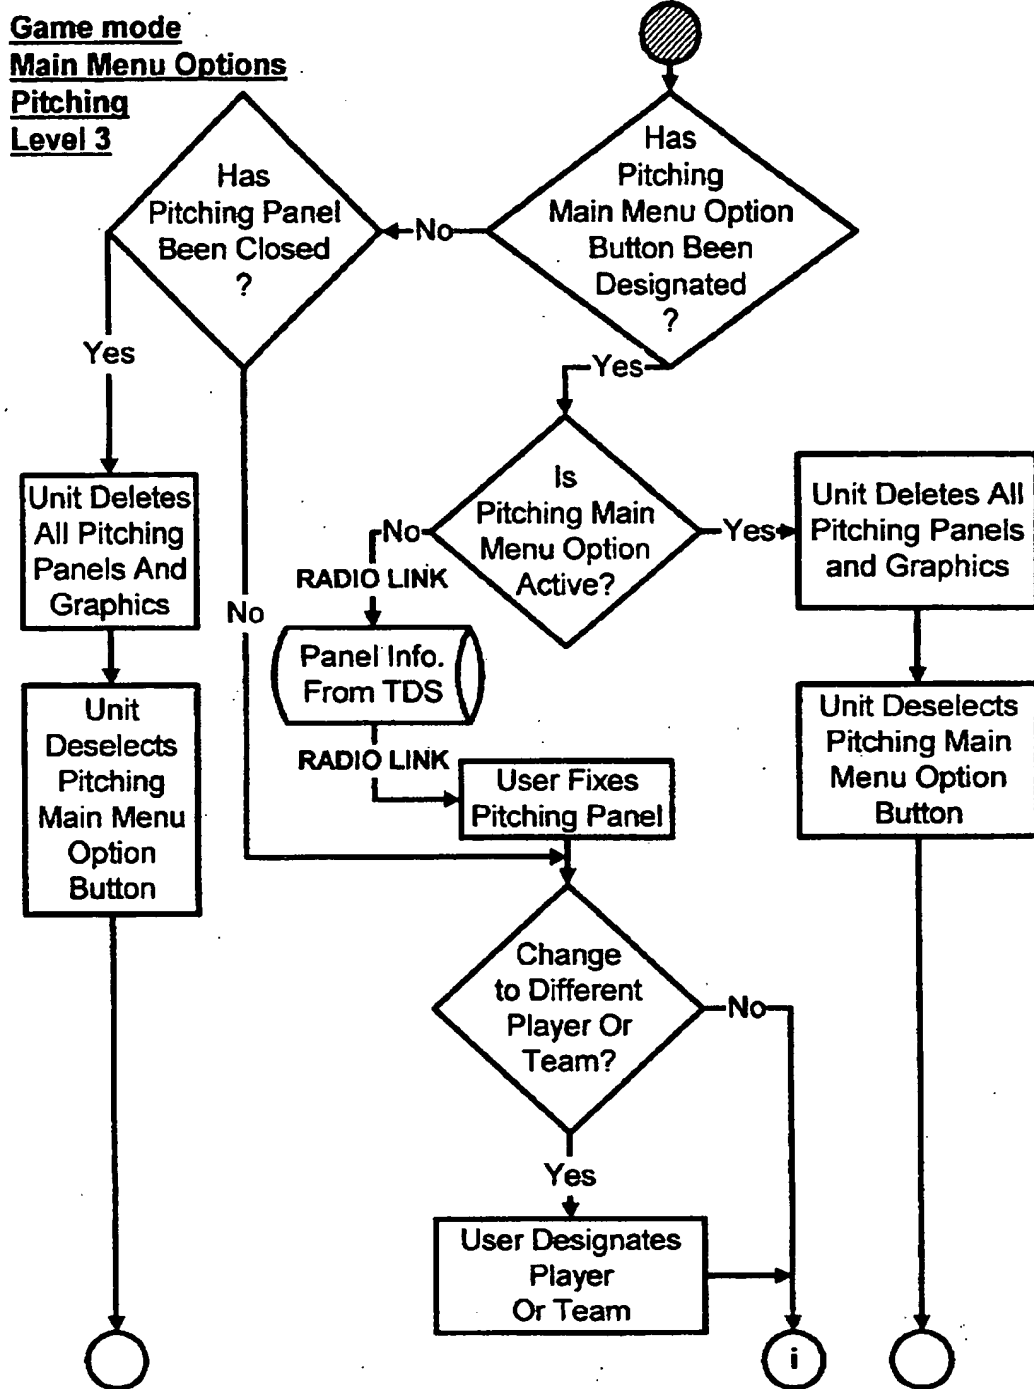 Game mode
Main Menu Options
Pitching
Level 3
Has
Pitching
Main Menu Option
Button Been
Designated
?
No
Has
Pitching Panel
Been Closed
?
Yes
Yes
Is
Pitching Main
Menu Option
Active?
No
Yes
Unit Deletes All
Pitching Panels
and Graphics
Unit Deletes
All Pitching
Panels And
Graphics
RADIO LINK
No
Panel Info.
From TDS
Unit
Deselects
Pitching
Main Menu
Option
Button
Unit Deselects
Pitching Main
Menu Option
Button
RADIO LINK
User Fixes
Pitching Panel
Change
to Different
Player Or
Team?
No
Yes
User Designates
Player
Or Team
i